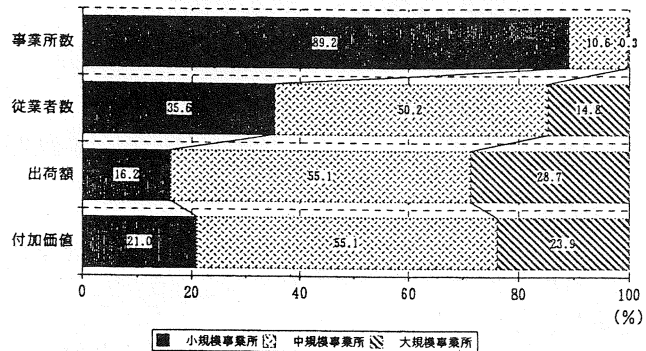 事業所数 89.2 10.6 0.3
従業者数 35.6 50.2 14.8
出荷額 16.2 55.1 28.7
付加価値 21.0 55.1 23.9
0 20 40 60 80 100
(%)
小規模事業所 中規模事業所 大規模事業所